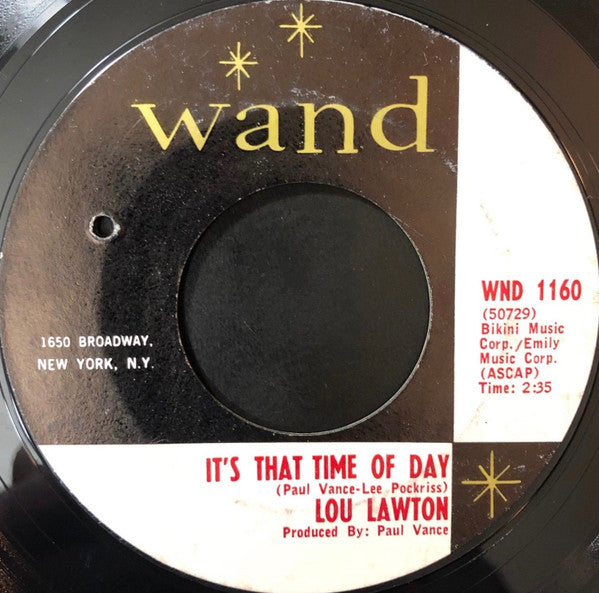 wand
WND 1160
(50729)
Bikini Music
Corp./Emily
Music Corp.
(ASCAP)
Time: 2:35
1650 BROADWAY,
NEW YORK, N.Y.
IT'S THAT TIME OF DAY
(Paul Vance-Lee Pockriss)
LOU LAWTON
Produced By: Paul Vance